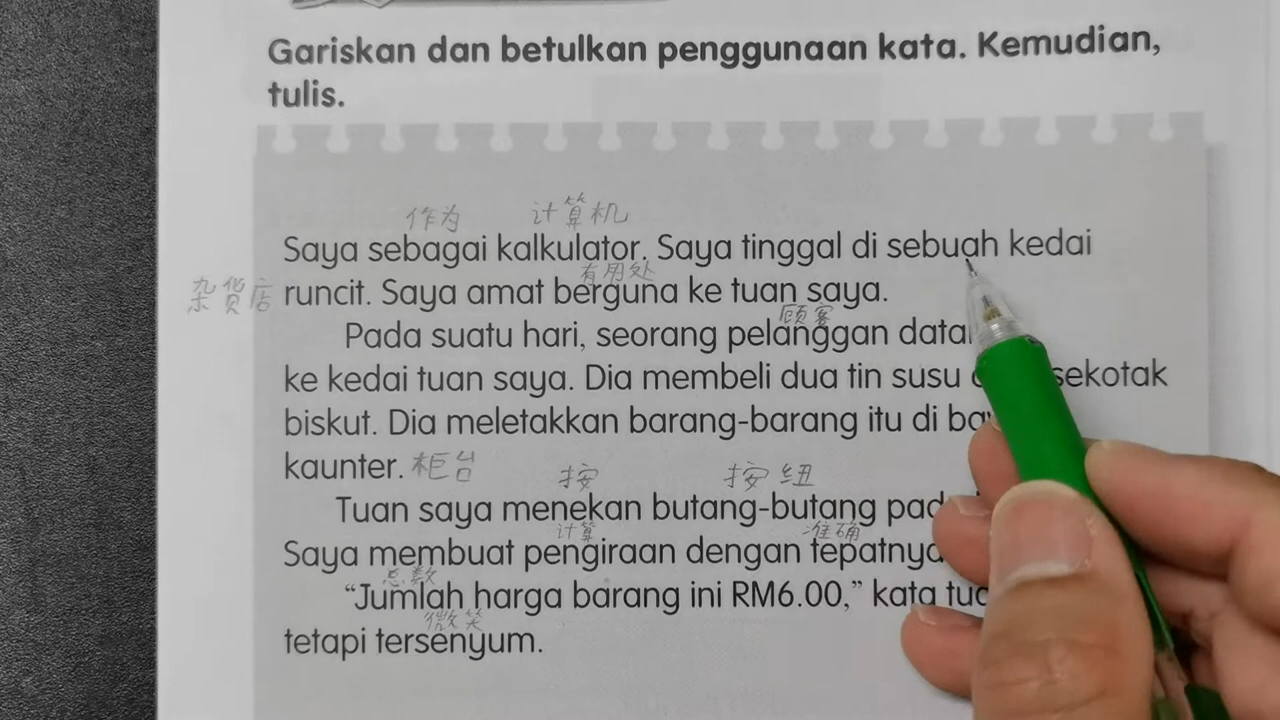 Gariskan dan betulkan penggunaan kata. Kemudian,
tulis.
作为 计算机
Saya sebagai kalkulator. Saya tinggal di sebuah kedai
有用处
杂货店 runcit. Saya amat berguna ke tuan saya.
顾客
Pada suatu hari, seorang pelanggan
ke kedai tuan saya. Dia membeli dua tin susu sekotak
biskut. Dia meletakkan barang-barang itu di
kaunter. 柜台
按 按纽
Tuan saya menekan butang-butang
计算 准确
Saya membuat pengiraan dengan tepatnya
总数
“Jumlah harga barang ini RM6.00,” kata
微笑
tetapi tersenyum.